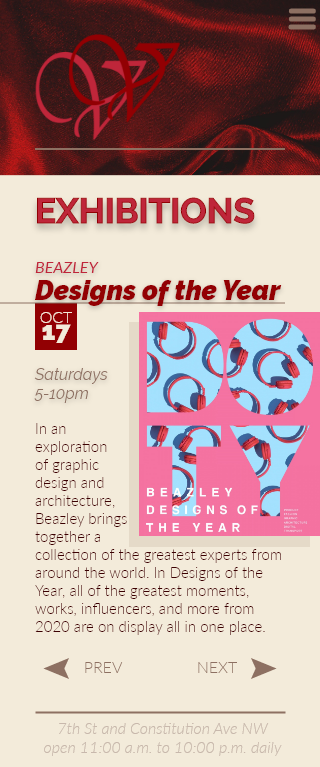 W
EXHIBITIONS
BEAZLEY
Designs of the Year
OCT
17
Saturdays
5-10pm
DO
TY
BEAZLEY
DESIGNS OF
THE YEAR
In an
exploration
of graphic
design and
architecture,
Beazley brings
together a
collection of the greatest experts from
around the world. In Designs of the
Year, all of the greatest moments,
works, influencers, and more from
2020 are on display all in one place.
PREV NEXT
7th St and Constitution Ave NW
open 11:00 a.m. to 10:00 p.m. daily